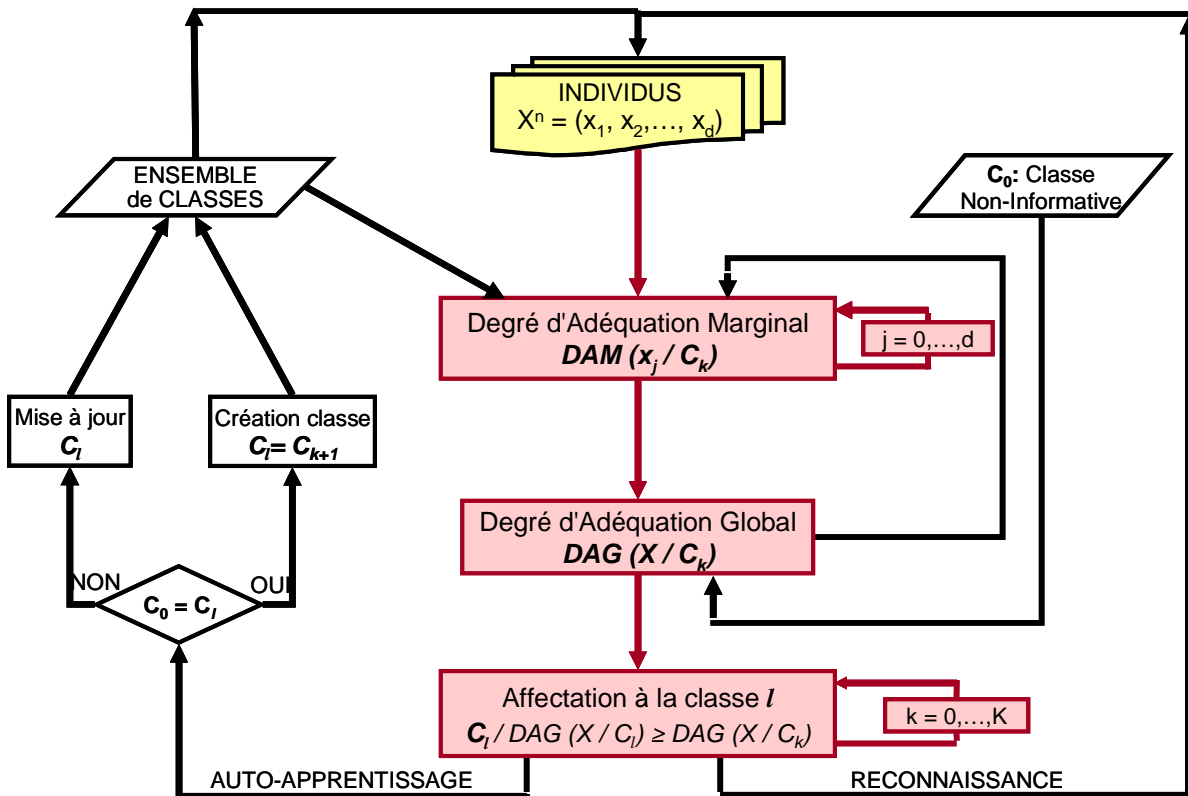 INDIVIDUS
Xⁿ = (x₁, x₂,…, x_d)
ENSEMBLE
de CLASSES
C₀: Classe
Non-Informative
Degré d'Adéquation Marginal
DAM (x_j / C_k)
j = 0,…,d
Mise à jour
C_l
Création classe
C_l= C_{k+1}
Degré d'Adéquation Global
DAG (X / C_k)
NON
OUI
C₀ = C_l
Affectation à la classe l
C_l / DAG (X / C_l) ≥ DAG (X / C_k)
k = 0,…,K
AUTO-APPRENTISSAGE
RECONNAISSANCE